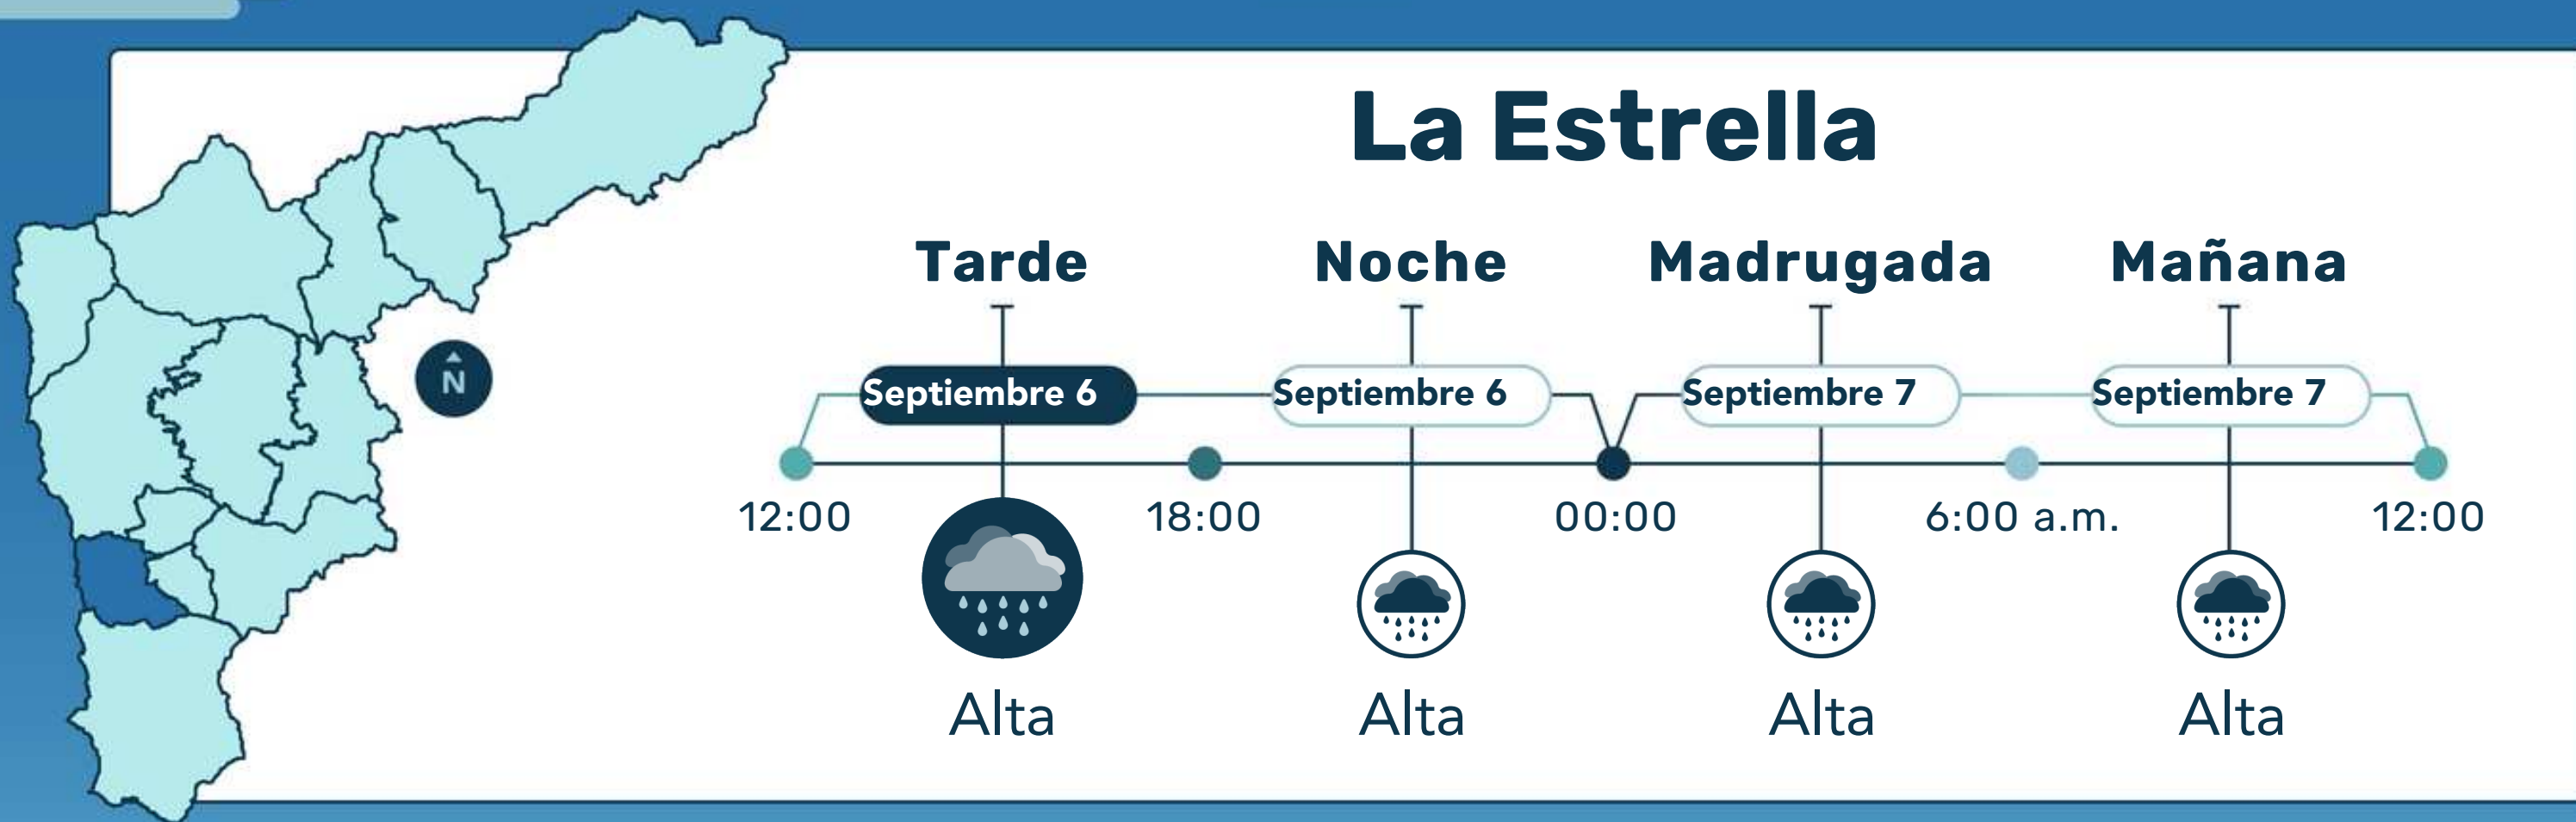 La Estrella
Tarde Noche Madrugada Mañana
Septiembre 6 Septiembre 6 Septiembre 7 Septiembre 7
N
12:00 18:00 00:00 6:00 a.m. 12:00
Alta Alta Alta Alta